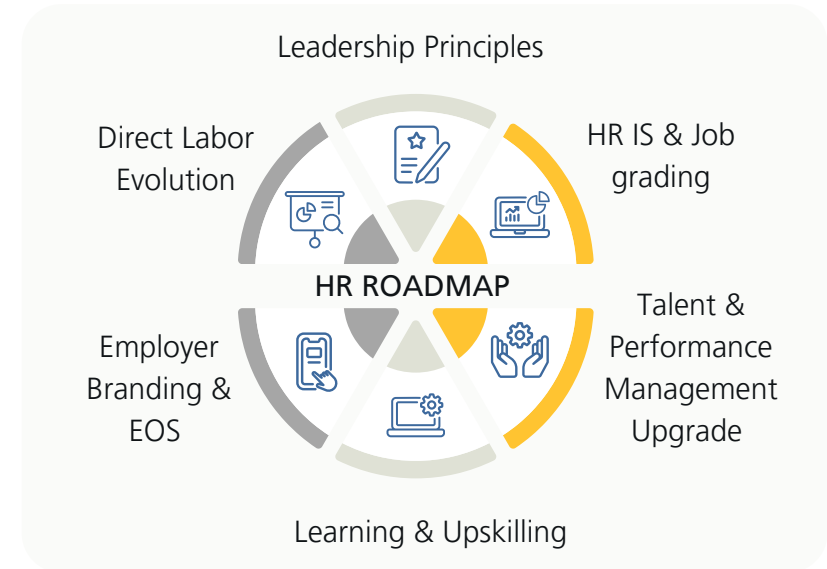 Leadership Principles
Direct Labor
Evolution
HR IS & Job
grading
HR ROADMAP
Employer
Branding &
EOS
Talent &
Performance
Management
Upgrade
Learning & Upskilling